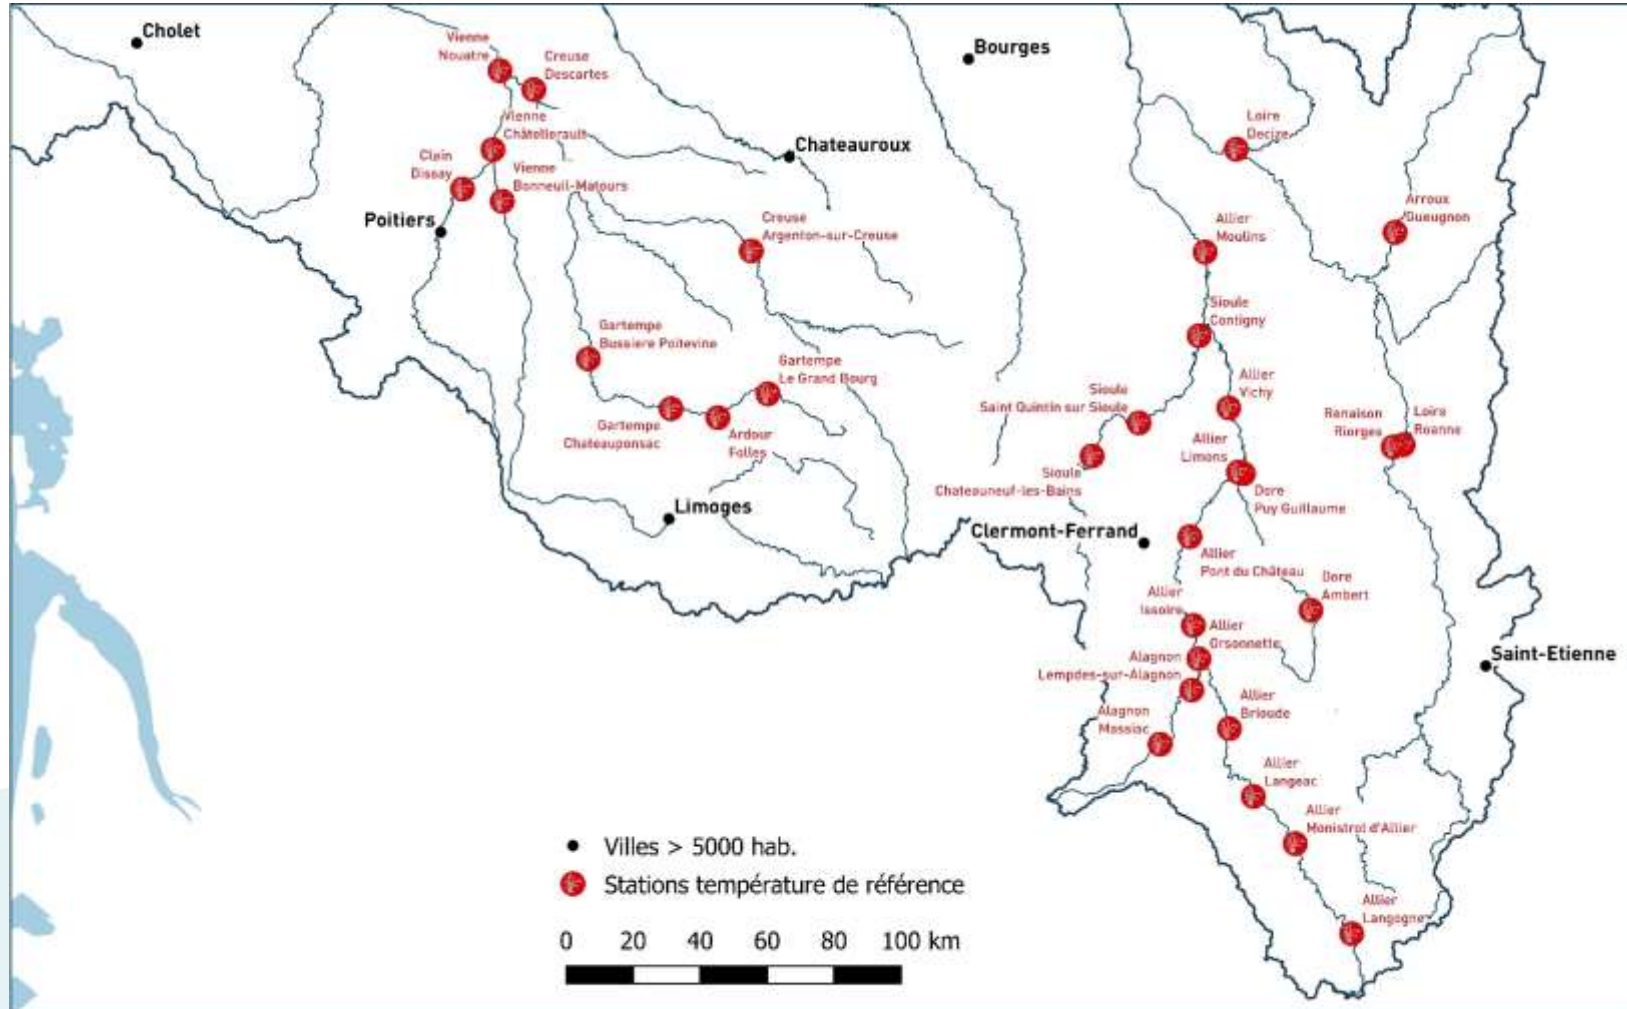 Cholet
Vienne
Nouatre
Creuse
Descartes
Bourges
Vienne
Châtellerault
Chateauroux
Loire
Decize
Clain
Dissay
Vienne
Bonneuil-Matours
Poitiers
Creuse
Argenton-sur-Creuse
Allier
Moulins
Arroux
Gueugnon
Sioule
Contigny
Gartempe
Bussiere Poitevine
Gartempe
Le Grand Bourg
Allier
Vichy
Sioule
Saint Quintin sur Sioule
Renaison
Riorges
Loire
Roanne
Gartempe
Chateauponsac
Ardour
Folles
Allier
Limons
Sioule
Chateauneuf-les-Bains
Dore
Puy Guillaume
Limoges
Clermont-Ferrand
Allier
Pont du Château
Dore
Ambert
Allier
Issoire
Allier
Orsonnette
Saint-Etienne
Alagnon
Lempdes-sur-Alagnon
Allier
Brioude
Alagnon
Massiac
Allier
Langeac
Allier
Monistrol d'Allier
Allier
Langogne
Villes > 5000 hab.
Stations température de référence
0 20 40 60 80 100 km